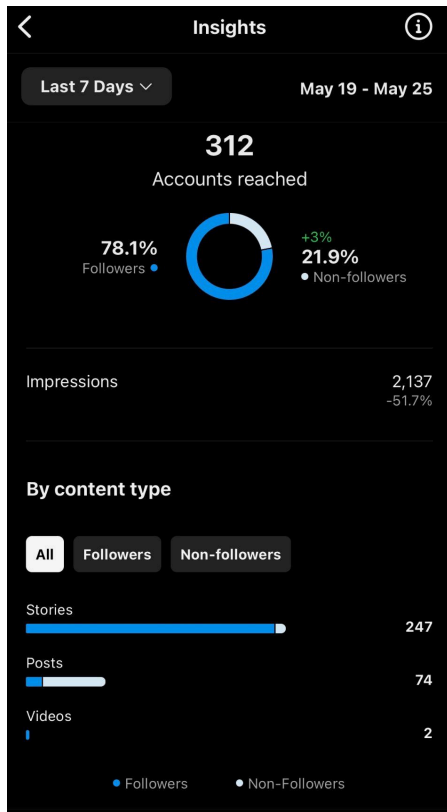 Insights
Last 7 Days
May 19 - May 25
312
Accounts reached
78.1%
Followers
+3%
21.9%
Non-followers
Impressions
2,137
-51.7%
By content type
All
Followers
Non-followers
Stories
247
Posts
74
Videos
2
Followers
Non-Followers